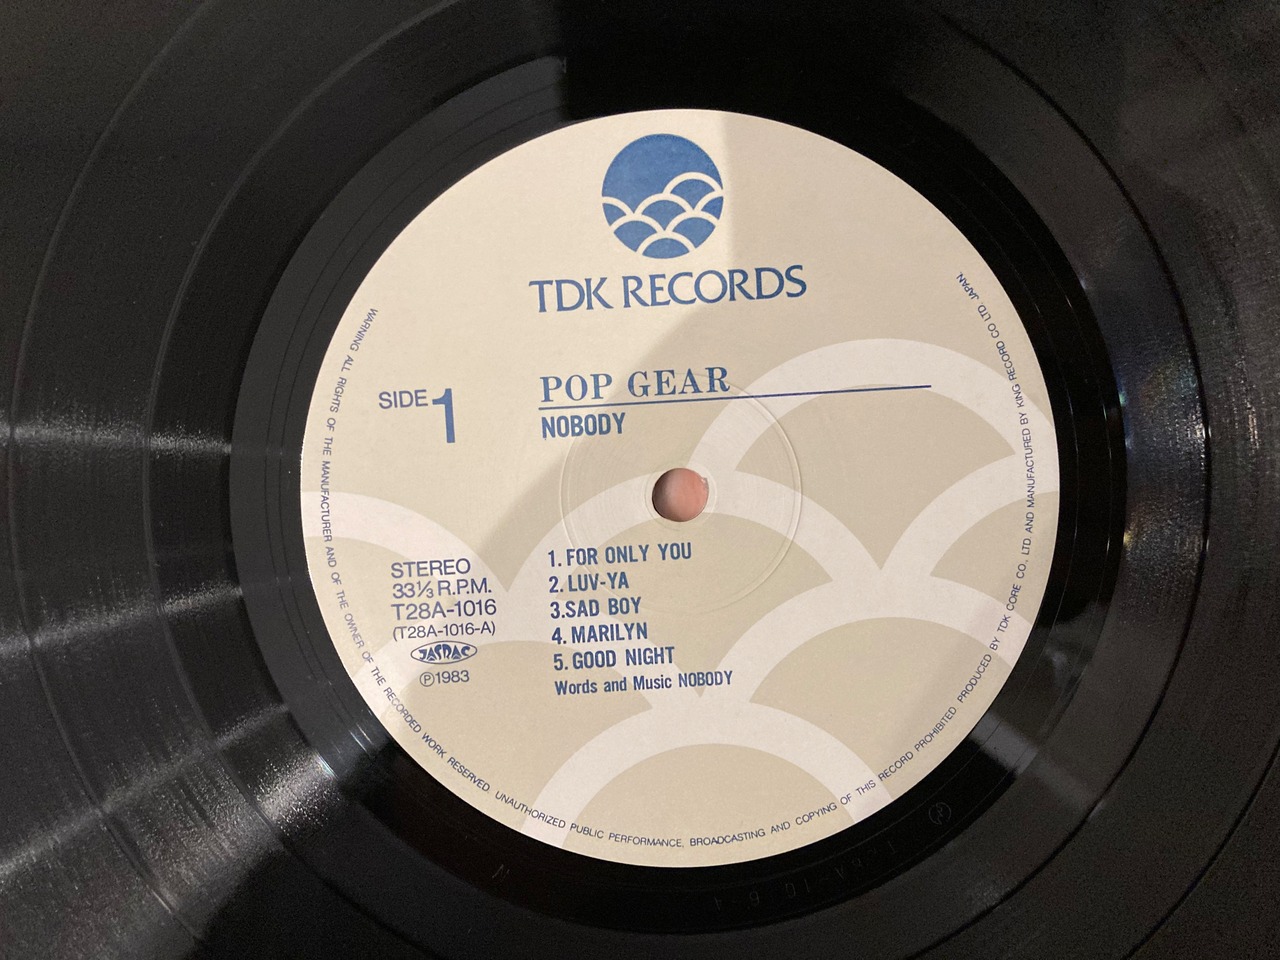 TDK RECORDS
POP GEAR
NOBODY
SIDE 1
1. FOR ONLY YOU
2. LUV-YA
3. SAD BOY
4. MARILYN
5. GOOD NIGHT
Words and Music NOBODY
STEREO
33⅓ R.P.M.
T28A-1016
(T28A-1016-A)
JASRAC
Ⓟ1983
WARNING ALL RIGHTS OF THE MANUFACTURER AND OF THE OWNER OF THE RECORDED WORK RESERVED. UNAUTHORIZED PUBLIC PERFORMANCE, BROADCASTING AND COPYING OF THIS RECORD PROHIBITED PRODUCED BY TDK CORE CO., LTD. AND MANUFACTURED BY KING RECORD CO. LTD. JAPAN.